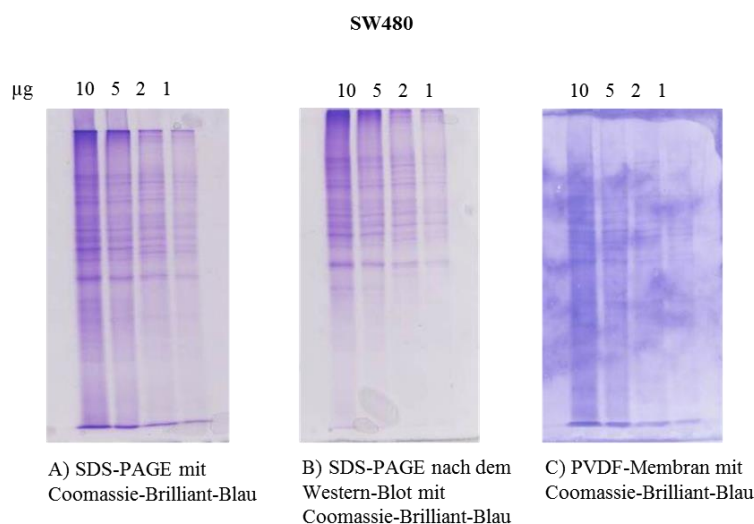 SW480
µg 10 5 2 1 10 5 2 1 10 5 2 1
A) SDS-PAGE mit
Coomassie-Brilliant-Blau
B) SDS-PAGE nach dem
Western-Blot mit
Coomassie-Brilliant-Blau
C) PVDF-Membran mit
Coomassie-Brilliant-Blau